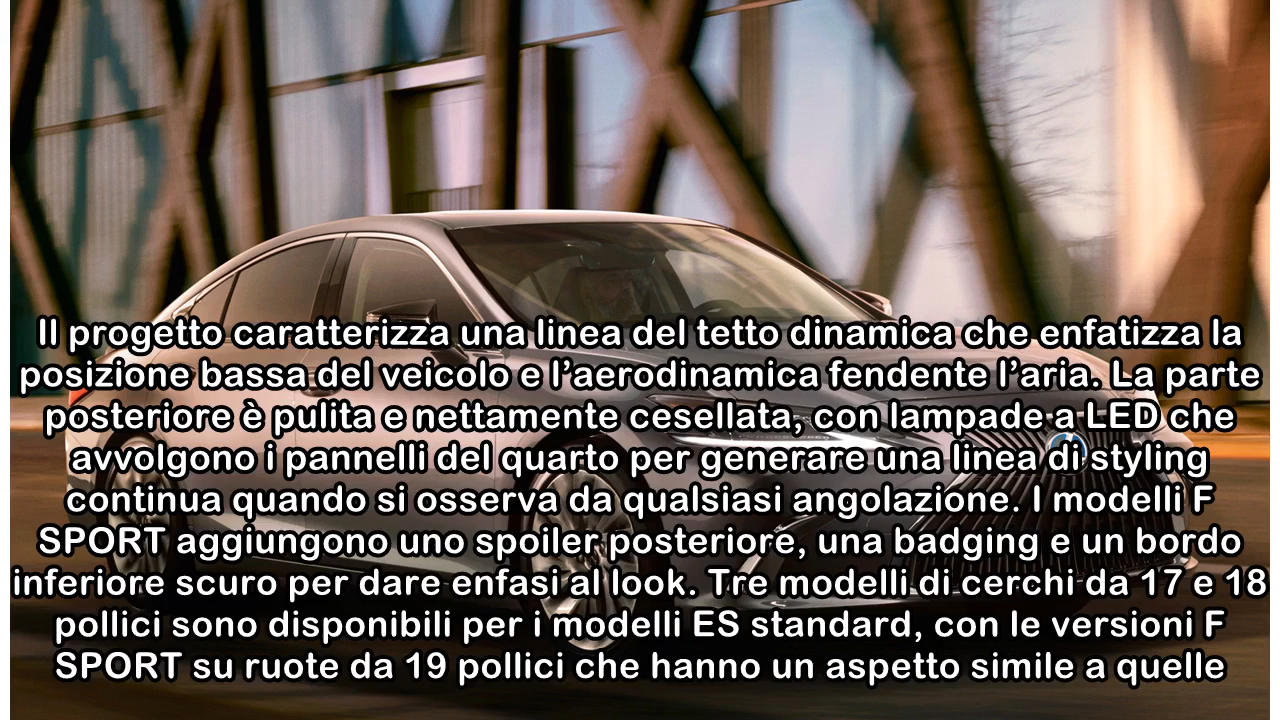 Il progetto caratterizza una linea del tetto dinamica che enfatizza la
posizione bassa del veicolo e l’aerodinamica fendente l’aria. La parte
posteriore è pulita e nettamente cesellata, con lampade a LED che
avvolgono i pannelli del quarto per generare una linea di styling
continua quando si osserva da qualsiasi angolazione. I modelli F
SPORT aggiungono uno spoiler posteriore, una badging e un bordo
inferiore scuro per dare enfasi al look. Tre modelli di cerchi da 17 e 18
pollici sono disponibili per i modelli ES standard, con le versioni F
SPORT su ruote da 19 pollici che hanno un aspetto simile a quelle